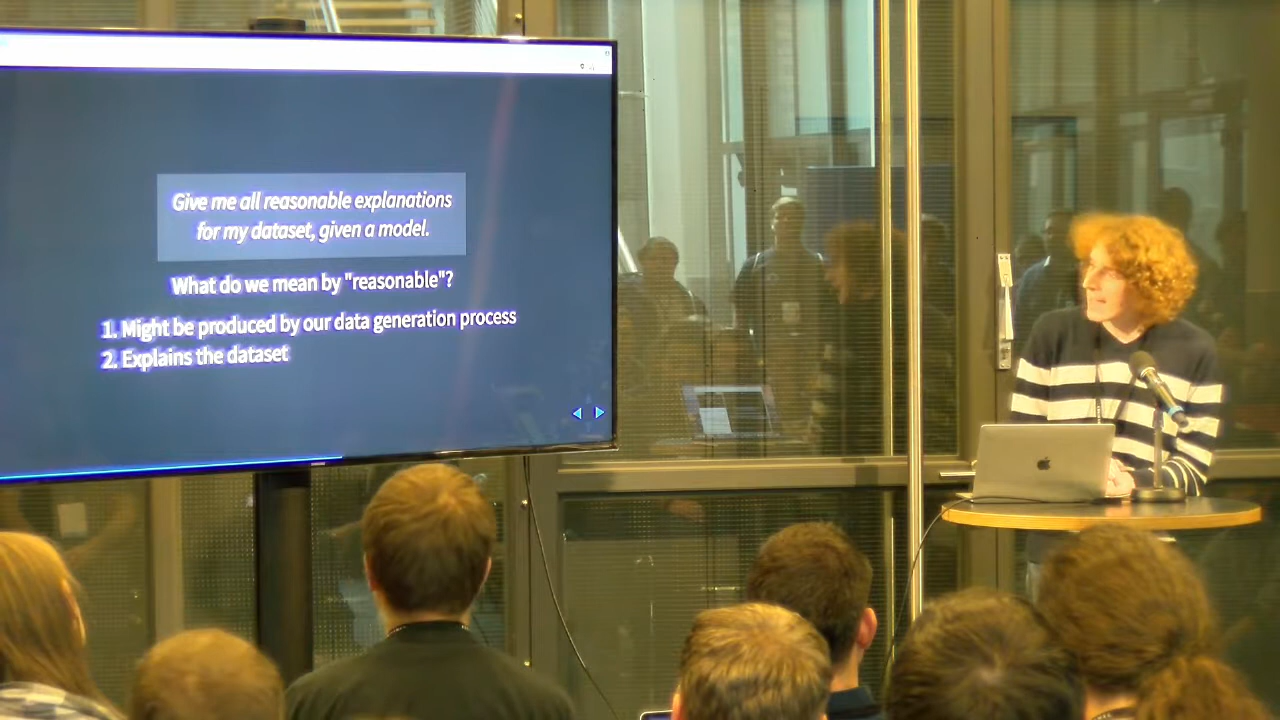 Give me all reasonable explanations
for my dataset, given a model.
What do we mean by "reasonable"?
1. Might be produced by our data generation process
2. Explains the dataset